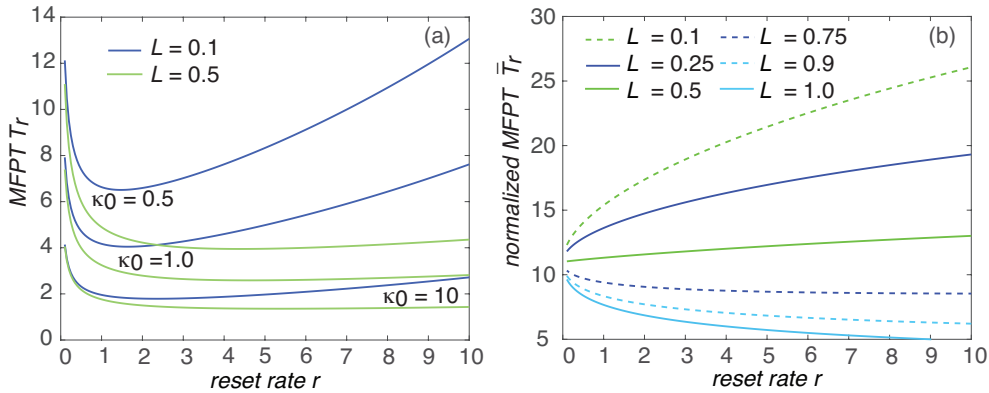 14
12
10
8
6
4
2
0
MFPT Tr
(a)
L = 0.1
L = 0.5
κ0 = 0.5
κ0 =1.0
κ0 = 10
0 1 2 3 4 5 6 7 8 9 10
reset rate r
30
25
20
15
10
5
normalized MFPT T̅r
(b)
L = 0.1 L = 0.75
L = 0.25 L = 0.9
L = 0.5 L = 1.0
0 1 2 3 4 5 6 7 8 9 10
reset rate r